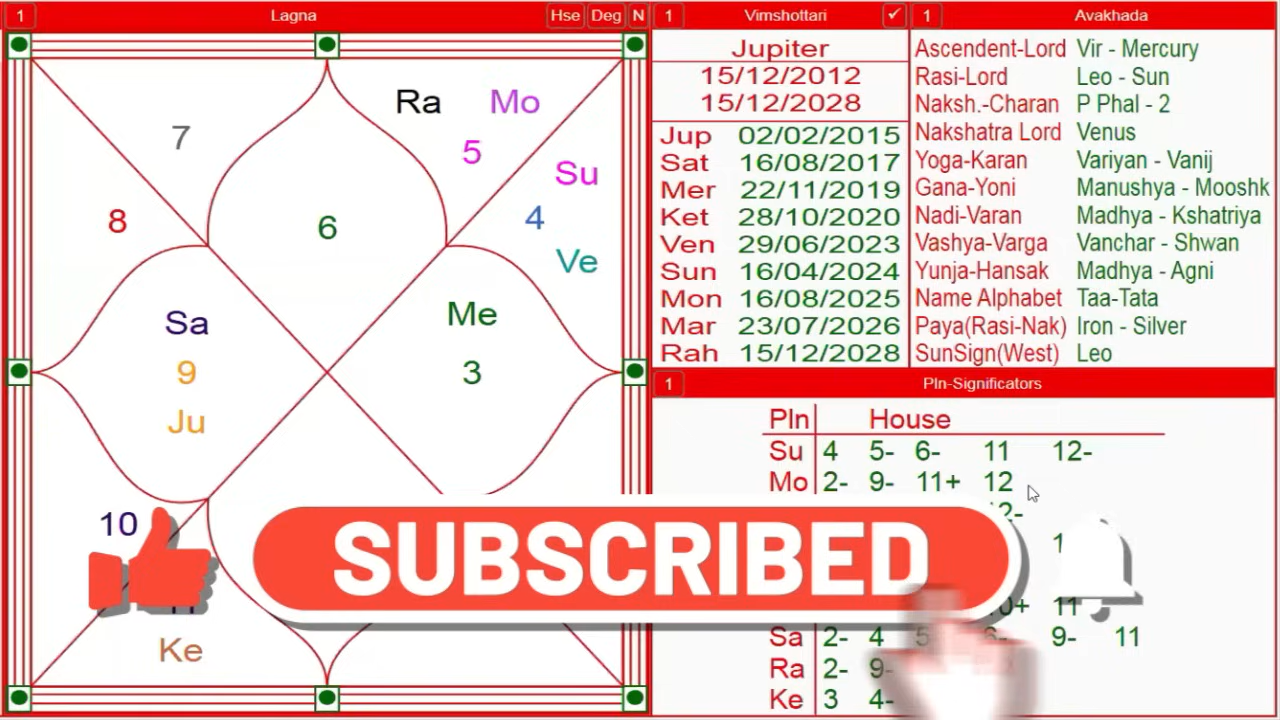 1 Lagna Hse Deg N
Ra Mo
7
5
Su
8
6
4
Ve
Sa
Me
9
3
Ju
10
Ke
1 Vimshottari ✓
Jupiter
15/12/2012
15/12/2028
Jup 02/02/2015
Sat 16/08/2017
Mer 22/11/2019
Ket 28/10/2020
Ven 29/06/2023
Sun 16/04/2024
Mon 16/08/2025
Mar 23/07/2026
Rah 15/12/2028
1 Avakhada
Ascendent-Lord Vir - Mercury
Rasi-Lord Leo - Sun
Naksh.-Charan P Phal - 2
Nakshatra Lord Venus
Yoga-Karan Variyan - Vanij
Gana-Yoni Manushya - Mooshk
Nadi-Varan Madhya - Kshatriya
Vashya-Varga Vanchar - Shwan
Yunja-Hansak Madhya - Agni
Name Alphabet Taa-Tata
Paya(Rasi-Nak) Iron - Silver
SunSign(West) Leo
1 Pln-Significators
Pln House
Su 4 5- 6- 11 12-
Mo 2- 9- 11+ 12
Sa 2- 4 9- 11
Ra 2- 9-
Ke 3 4-
SUBSCRIBED